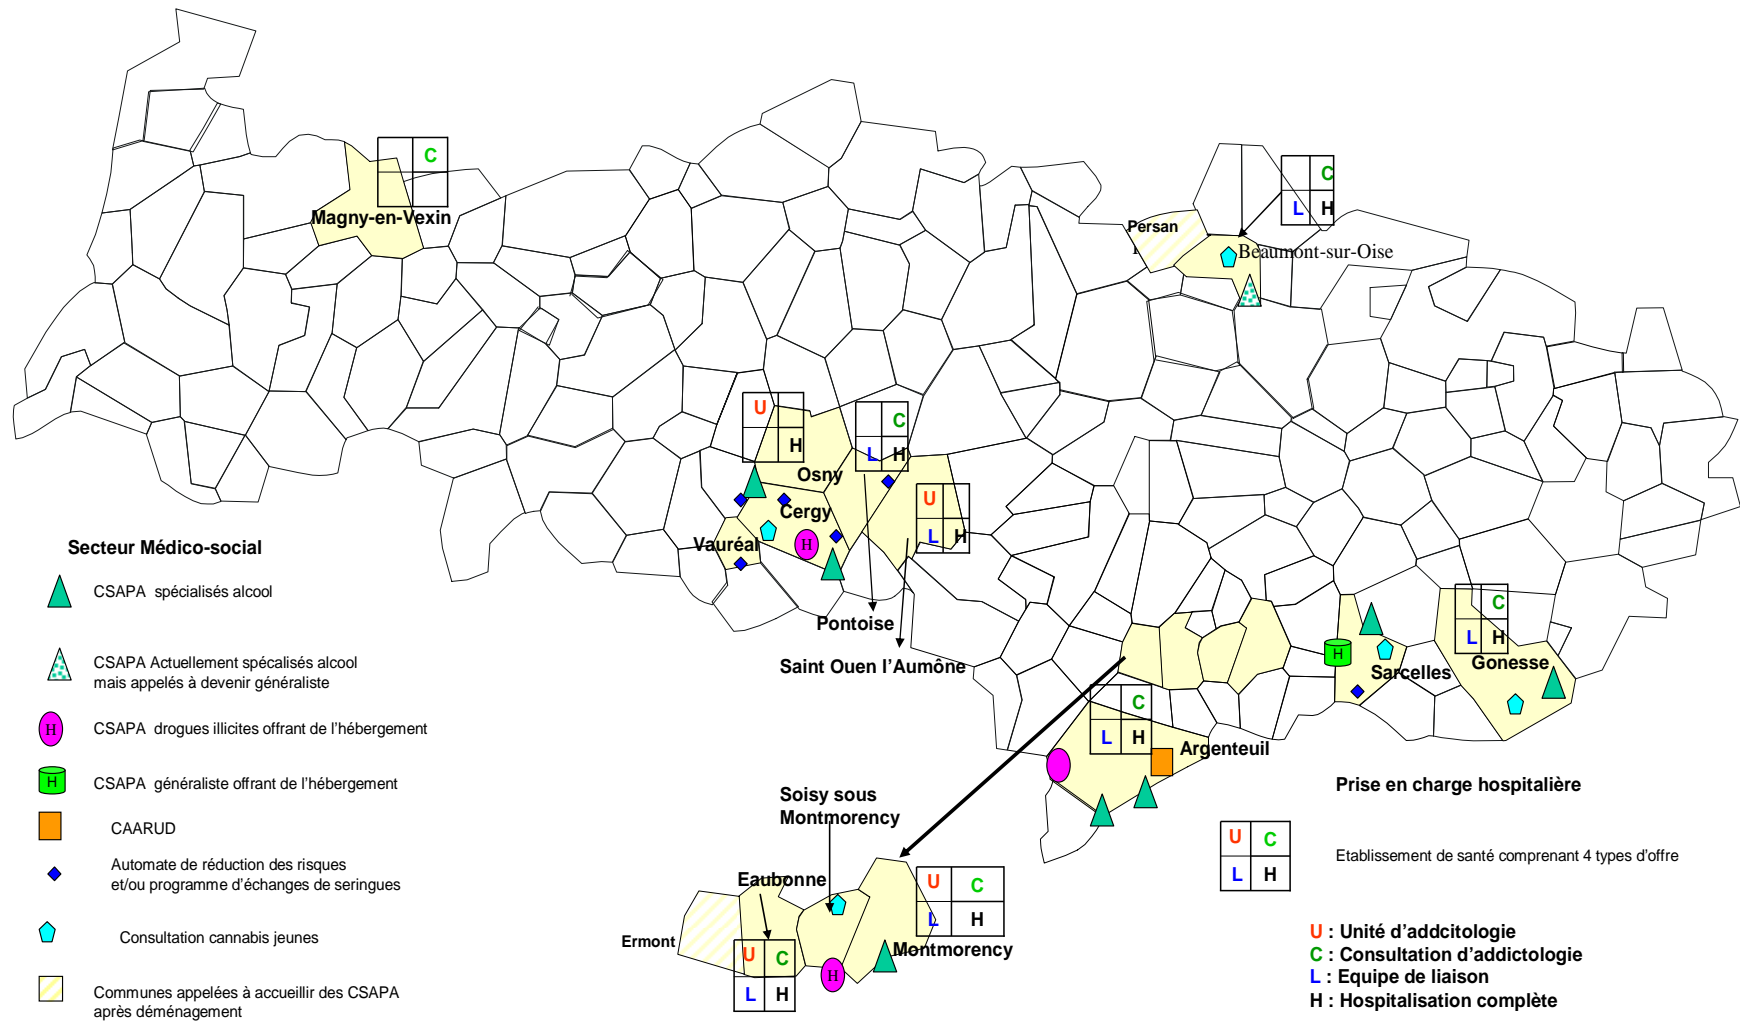 C
Magny-en-Vexin
C
L H
Persan
Beaumont-sur-Oise
U
H
C
L H
Osny
U
L H
Cergy
H
Vauréal
Pontoise
Saint Ouen l'Aumône
H
Sarcelles
C
L H
Gonesse
C
L H
Argenteuil
Secteur Médico-social
CSAPA spécialisés alcool
CSAPA Actuellement spécalisés alcool
mais appelés à devenir généraliste
H
CSAPA drogues illicites offrant de l'hébergement
H
CSAPA généraliste offrant de l'hébergement
CAARUD
Automate de réduction des risques
et/ou programme d'échanges de seringues
Consultation cannabis jeunes
Communes appelées à accueillir des CSAPA
après déménagement
Soisy sous
Montmorency
Eaubonne
Ermont
U C
L H
H
U C
L H
Montmorency
Prise en charge hospitalière
U C
L H
Etablissement de santé comprenant 4 types d'offre
U : Unité d'addcitologie
C : Consultation d'addictologie
L : Equipe de liaison
H : Hospitalisation complète